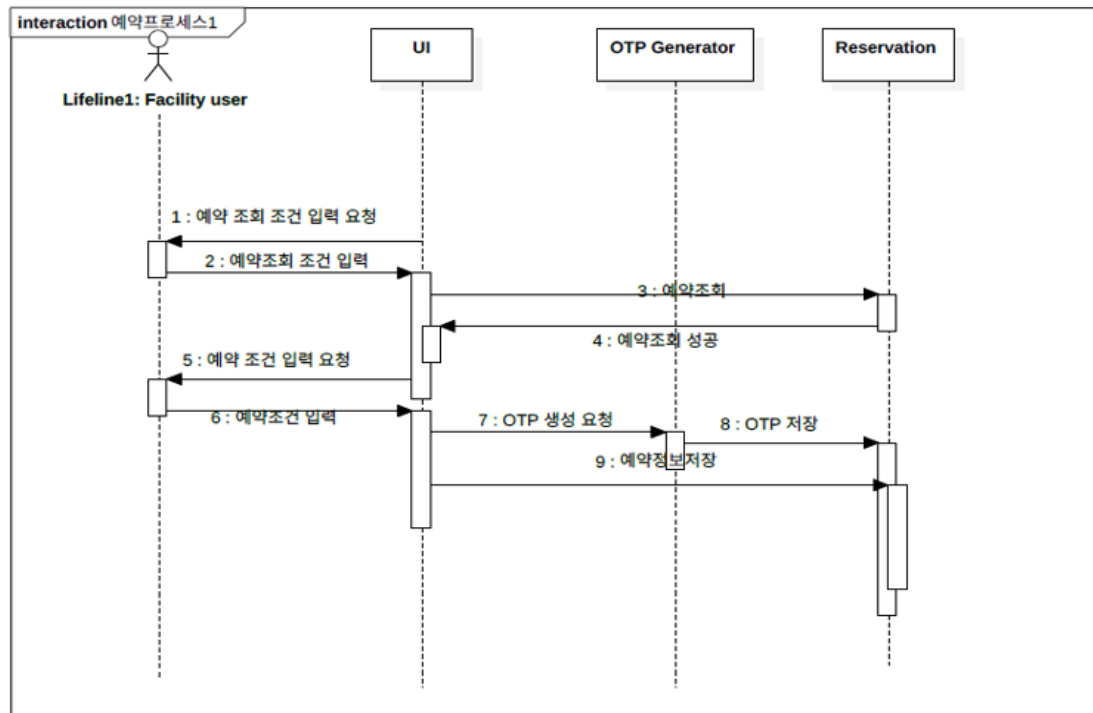 interaction 예약프로세스1
UI
OTP Generator
Reservation
Lifeline1: Facility user
1 : 예약 조회 조건 입력 요청
2 : 예약조회 조건 입력
3 : 예약조회
4 : 예약조회 성공
5 : 예약 조건 입력 요청
6 : 예약조건 입력
7 : OTP 생성 요청
8 : OTP 저장
9 : 예약정보저장